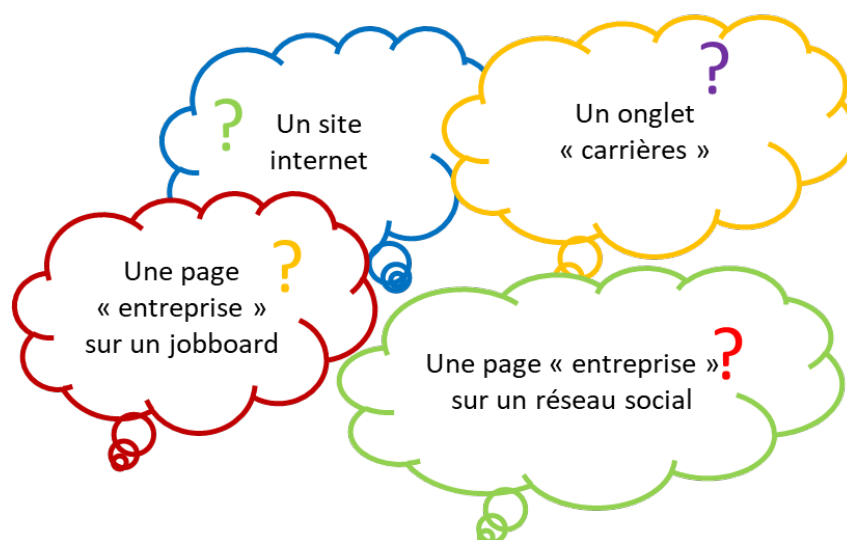 ?
Un site
internet
?
Un onglet
« carrières »
?
Une page
« entreprise »
sur un jobboard
?
Une page « entreprise »
sur un réseau social